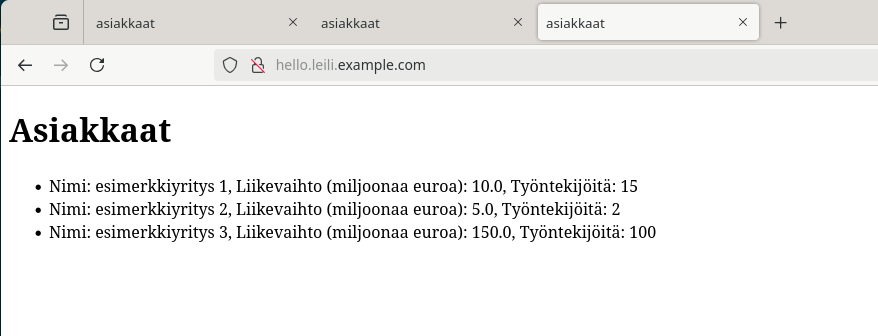 asiakkaat asiakkaat asiakkaat
hello.leili.example.com
Asiakkaat
• Nimi: esimerkkiyritys 1, Liikevaihto (miljoonaa euroa): 10.0, Työntekijöitä: 15
• Nimi: esimerkkiyritys 2, Liikevaihto (miljoonaa euroa): 5.0, Työntekijöitä: 2
• Nimi: esimerkkiyritys 3, Liikevaihto (miljoonaa euroa): 150.0, Työntekijöitä: 100